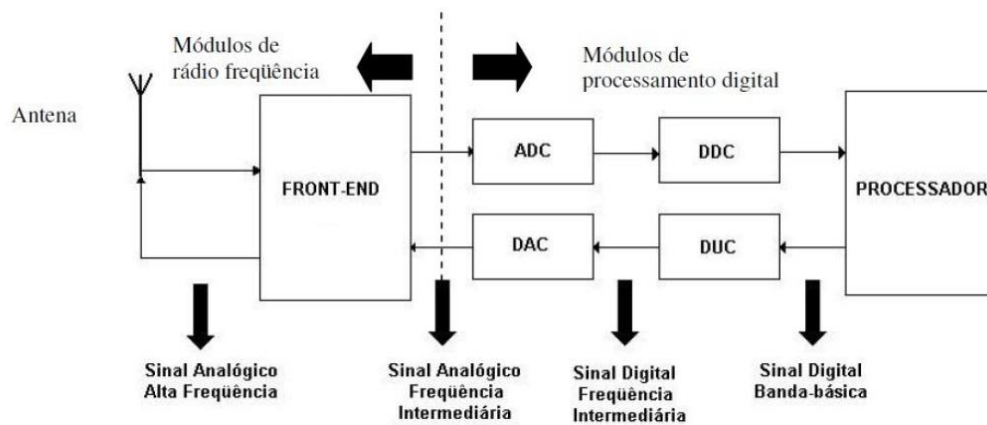 Módulos de
rádio freqüência
Módulos de
processamento digital
Antena
FRONT-END
ADC
DDC
PROCESSADOR
DAC
DUC
Sinal Analógico
Alta Freqüência
Sinal Analógico
Freqüência
Intermediária
Sinal Digital
Freqüência
Intermediária
Sinal Digital
Banda-básica